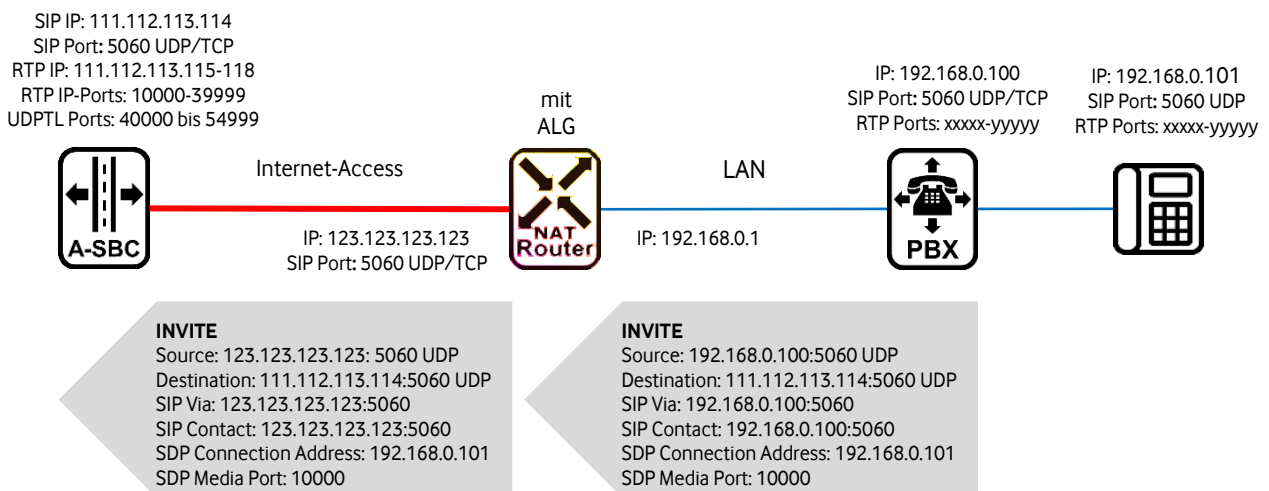 SIP IP: 111.112.113.114
SIP Port: 5060 UDP/TCP
RTP IP: 111.112.113.115-118
RTP IP-Ports: 10000-39999
UDPTL Ports: 40000 bis 54999
mit
ALG
IP: 192.168.0.100
SIP Port: 5060 UDP/TCP
RTP Ports: xxxxx-yyyyy
IP: 192.168.0.101
SIP Port: 5060 UDP
RTP Ports: xxxxx-yyyyy
Internet-Access
LAN
A-SBC
NAT
Router
PBX
IP: 123.123.123.123
SIP Port: 5060 UDP/TCP
IP: 192.168.0.1
INVITE
Source: 123.123.123.123: 5060 UDP
Destination: 111.112.113.114:5060 UDP
SIP Via: 123.123.123.123:5060
SIP Contact: 123.123.123.123:5060
SDP Connection Address: 192.168.0.101
SDP Media Port: 10000
INVITE
Source: 192.168.0.100:5060 UDP
Destination: 111.112.113.114:5060 UDP
SIP Via: 192.168.0.100:5060
SIP Contact: 192.168.0.100:5060
SDP Connection Address: 192.168.0.101
SDP Media Port: 10000